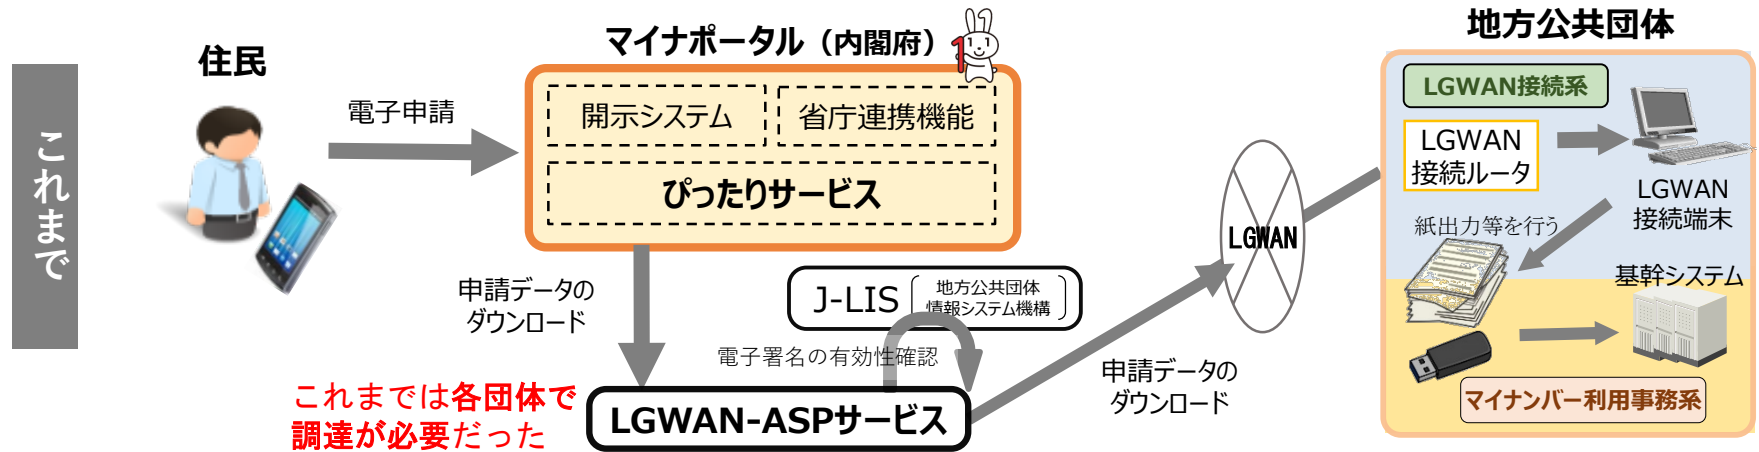 これまで
住民
電子申請
マイナポータル（内閣府）
1
開示システム
省庁連携機能
ぴったりサービス
申請データの
ダウンロード
J-LIS
地方公共団体
情報システム機構
電子署名の有効性確認
これまでは各団体で
調達が必要だった
LGWAN-ASPサービス
申請データの
ダウンロード
LGWAN
地方公共団体
LGWAN接続系
LGWAN
接続ルータ
LGWAN
接続端末
紙出力等を行う
基幹システム
マイナンバー利用事務系